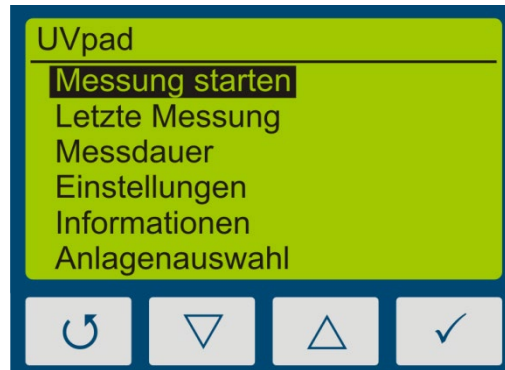 UVpad
Messung starten
Letzte Messung
Messdauer
Einstellungen
Informationen
Anlagenauswahl